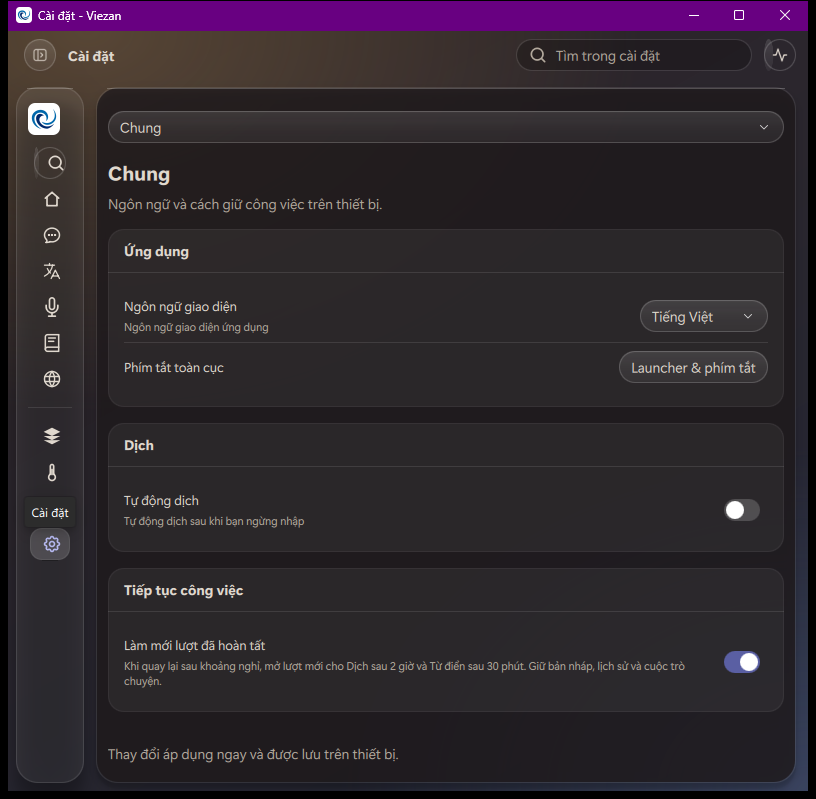 Cài đặt - Viezan
Cài đặt
Tìm trong cài đặt
Chung
Chung
Ngôn ngữ và cách giữ công việc trên thiết bị.
Ứng dụng
Ngôn ngữ giao diện
Ngôn ngữ giao diện ứng dụng
Tiếng Việt
Phím tắt toàn cục
Launcher & phím tắt
Dịch
Tự động dịch
Tự động dịch sau khi bạn ngừng nhập
Cài đặt
Tiếp tục công việc
Làm mới lượt đã hoàn tất
Khi quay lại sau khoảng nghỉ, mở lượt mới cho Dịch sau 2 giờ và Từ điển sau 30 phút. Giữ bản nháp, lịch sử và cuộc trò
chuyện.
Thay đổi áp dụng ngay và được lưu trên thiết bị.